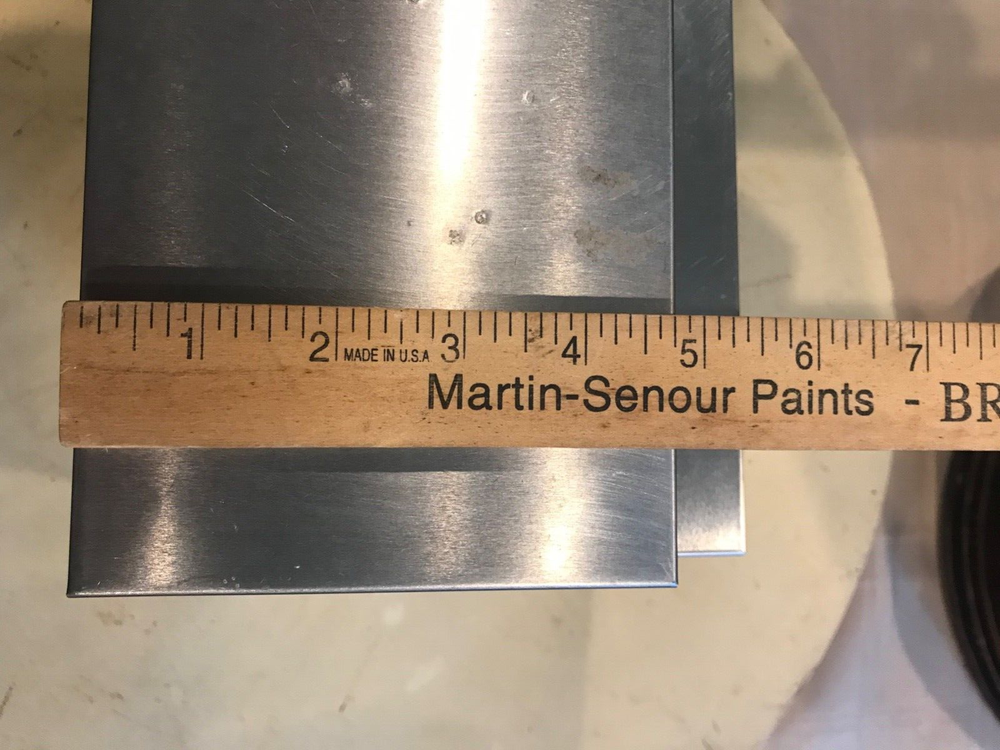 1 2 MADE IN U.S.A 3 4 5 6 7
Martin-Senour Paints - BR